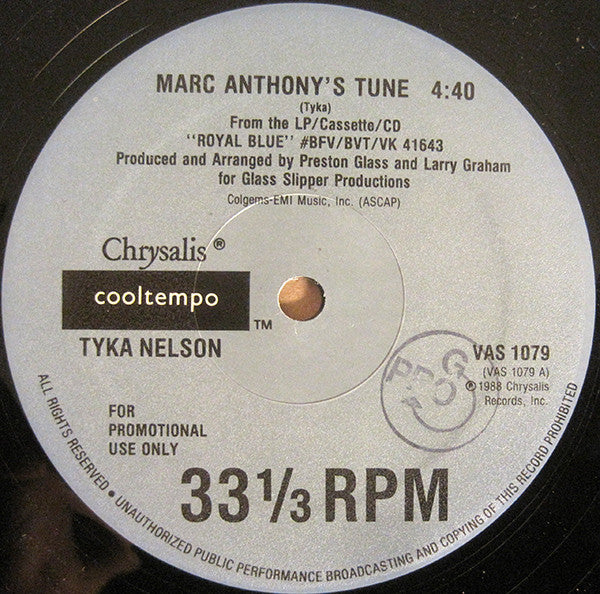 MARC ANTHONY'S TUNE 4:40
(Tyka)
From the LP/Cassette/CD
"ROYAL BLUE" #BFV/BVT/VK 41643
Produced and Arranged by Preston Glass and Larry Graham
for Glass Slipper Productions
Colgems-EMI Music, Inc. (ASCAP)
Chrysalis ®
cooltempo
TM
TYKA NELSON
VAS 1079
(VAS 1079 A)
℗1988 Chrysalis
Records, Inc.
FOR
PROMOTIONAL
USE ONLY
33 1/3 RPM
ALL RIGHTS RESERVED • UNAUTHORIZED PUBLIC PERFORMANCE BROADCASTING AND COPYING OF THIS RECORD PROHIBITED